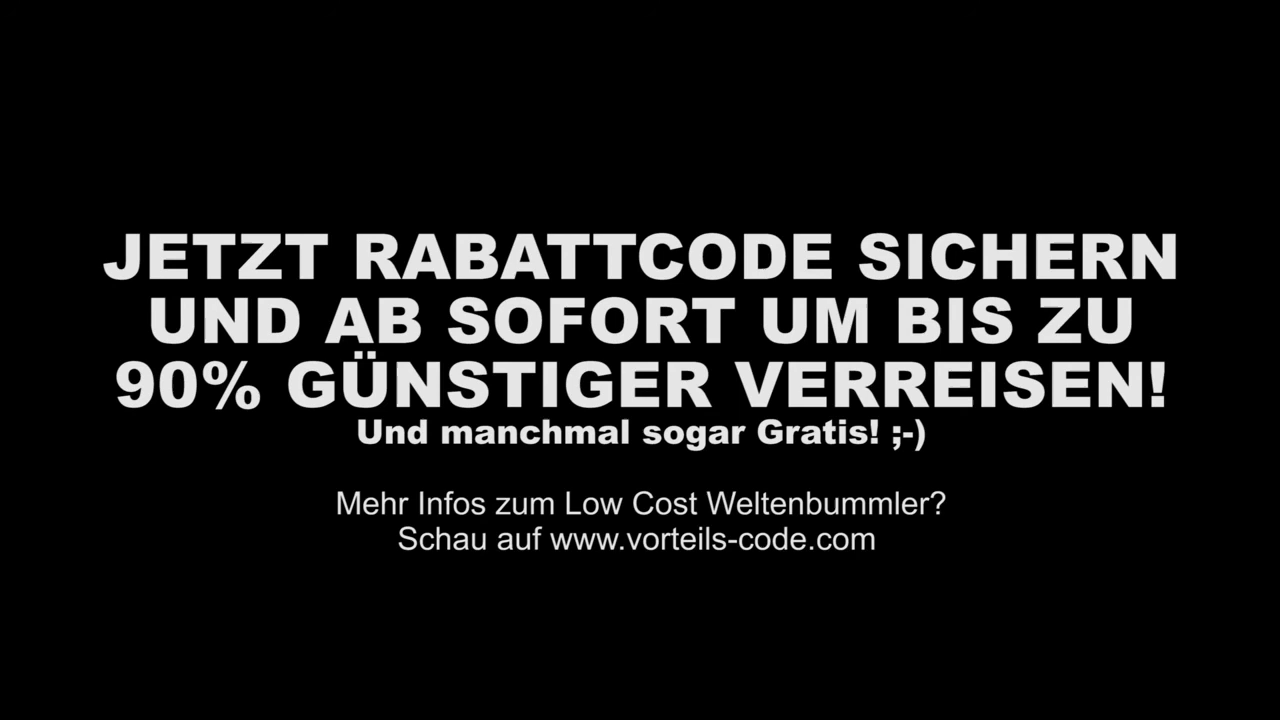 JETZT RABATTCODE SICHERN
UND AB SOFORT UM BIS ZU
90% GÜNSTIGER VERREISEN!
Und manchmal sogar Gratis! ;-)
Mehr Infos zum Low Cost Weltenbummler?
Schau auf www.vorteils-code.com